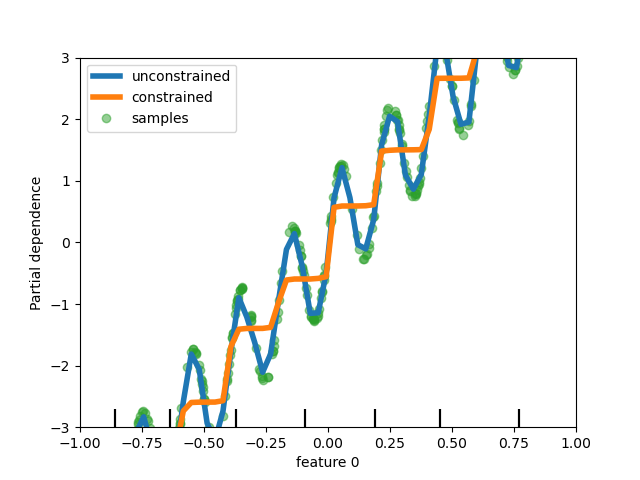 unconstrained
constrained
samples
Partial dependence
3
2
1
0
−1
−2
−3
−1.00 −0.75 −0.50 −0.25 0.00 0.25 0.50 0.75 1.00
feature 0